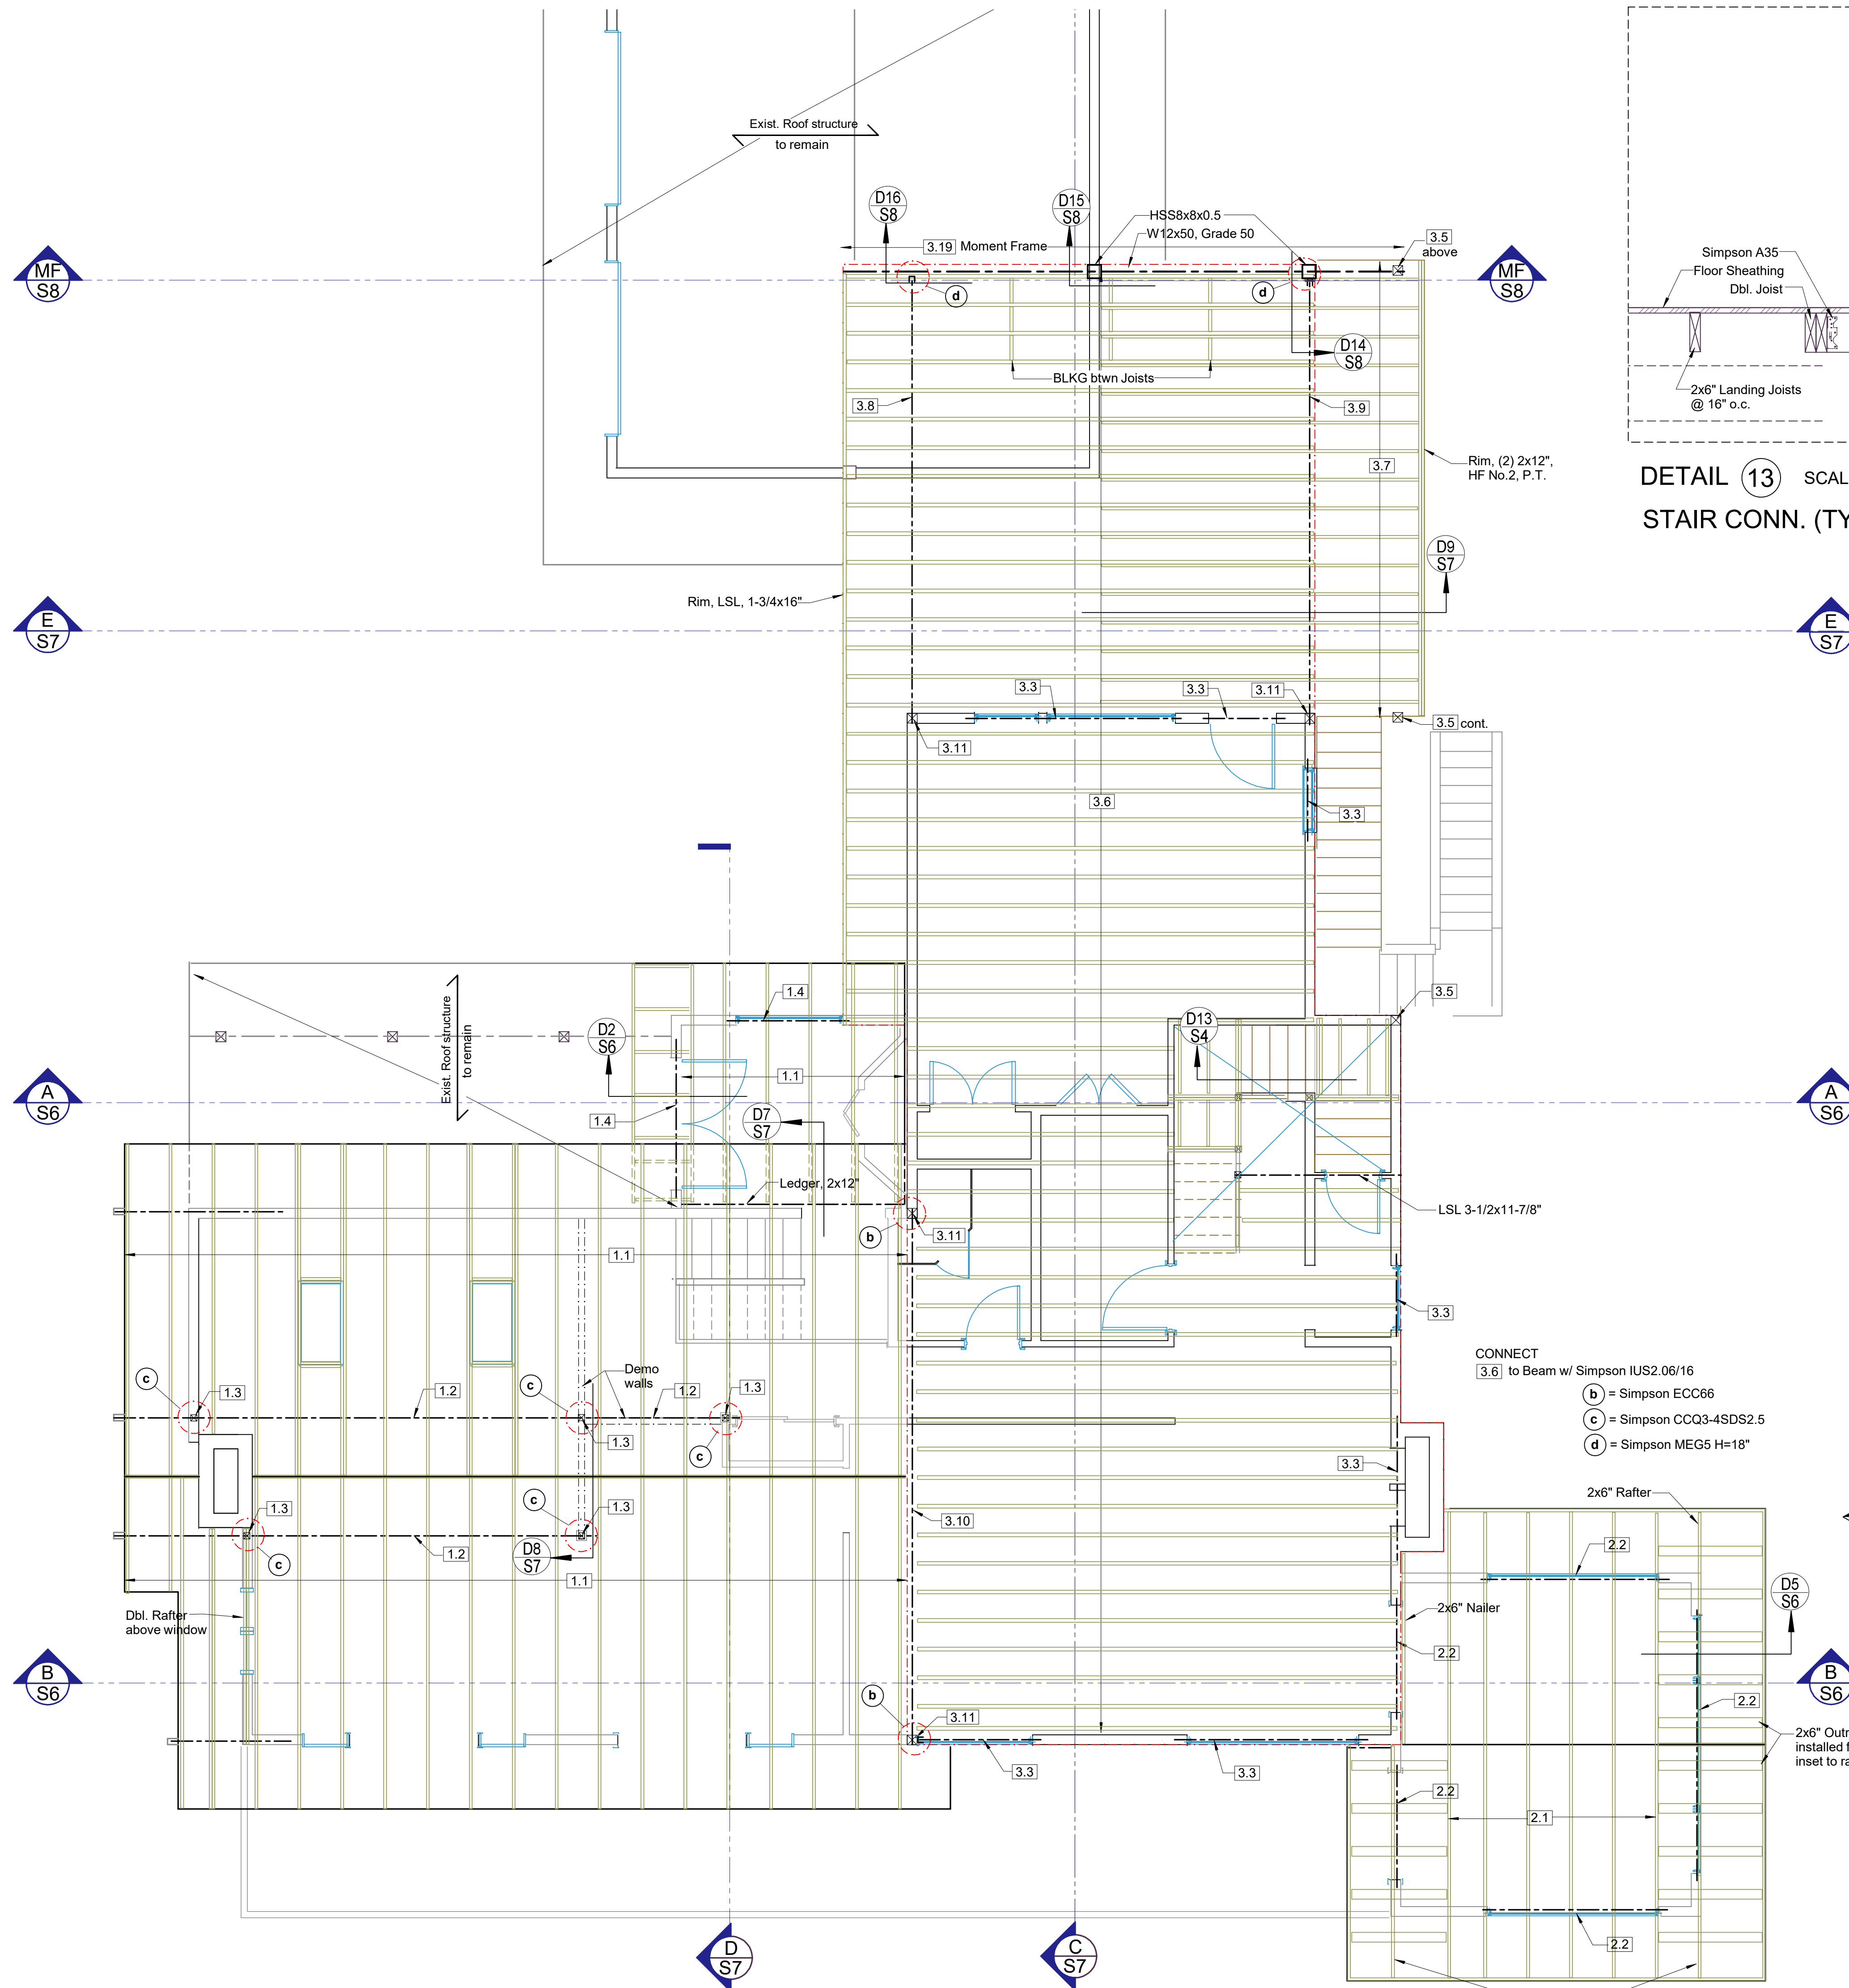 Exist. Roof structure
to remain
D16
S8
D15
S8
HSS8x8x0.5
W12x50, Grade 50
3.19 Moment Frame
3.5
above
MF
S8
MF
S8
d
d
D14
S8
BLKG btwn Joists
3.8
3.9
3.7
Rim, (2) 2x12",
HF No.2, P.T.
Simpson A35
Floor Sheathing
Dbl. Joist
2x6" Landing Joists
@ 16" o.c.
DETAIL 13 SCAL
STAIR CONN. (TY
D9
S7
Rim, LSL, 1-3/4x16"
E
S7
E
S7
3.3
3.3
3.11
3.11
3.5 cont.
3.6
3.3
1.4
3.5
D2
S6
D13
S4
Exist. Roof structure
to remain
1.1
A
S6
A
S6
1.4
D7
S7
Ledger, 2x12"
LSL 3-1/2x11-7/8"
b
3.11
1.1
3.3
CONNECT
3.6 to Beam w/ Simpson IUS2.06/16
b = Simpson ECC66
c = Simpson CCQ3-4SDS2.5
d = Simpson MEG5 H=18"
Demo
walls
c
1.3
1.2
c
1.2
1.3
1.3
c
3.3
2x6" Rafter
c
1.3
1.3
3.10
c
1.2
D8
S7
2.2
1.1
D5
S6
Dbl. Rafter
above window
2x6" Nailer
2.2
B
S6
B
S6
b
2.2
3.11
2x6" Outr
installed f
inset to ra
3.3
3.3
2.2
2.1
2.2
D
S7
C
S7